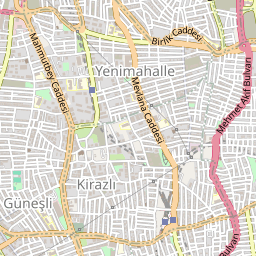 Birlik Caddesi
Mahmutbey Caddesi
Yenimahalle
Mevlana Caddesi
Mehmet Akif Bulvarı
Kirazlı
Güneşli
Bulvarı